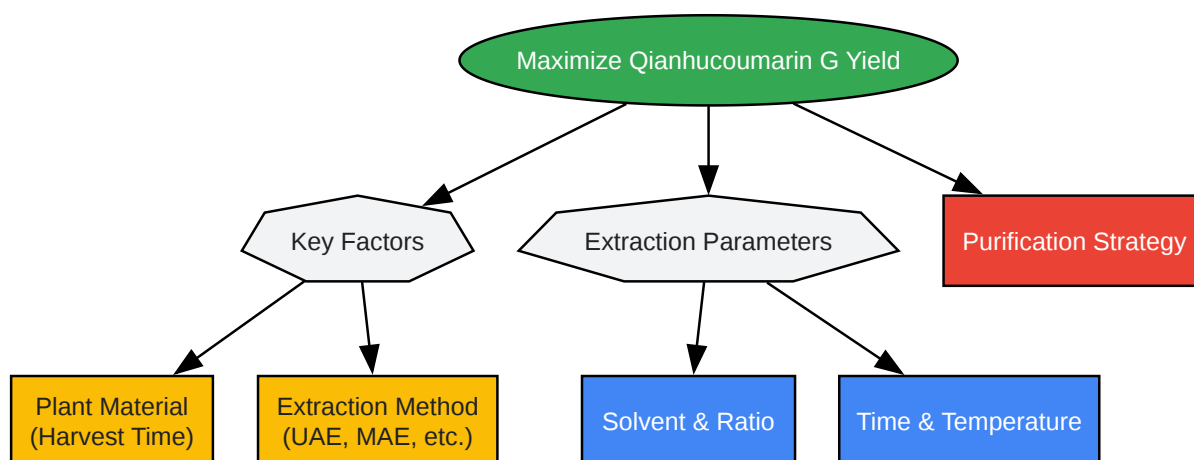 Maximize Qianhucoumarin G Yield
Key Factors
Extraction Parameters
Purification Strategy
Plant Material
(Harvest Time)
Extraction Method
(UAE, MAE, etc.)
Solvent & Ratio
Time & Temperature